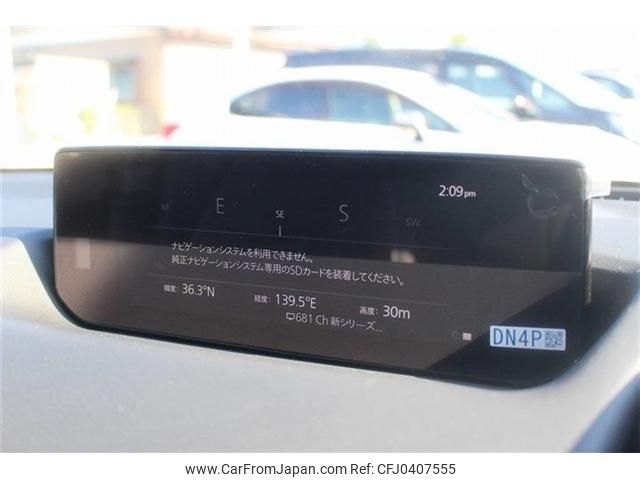 2:09pm
NE E SE S SW
ナビゲーションシステムを利用できません。
純正ナビゲーションシステム専用のSDカードを装着してください。
緯度: 36.3°N 経度: 139.5°E 高度: 30m
681 Ch 新シリーズ...
DN4P
www.CarFromJapan.com
(REF NO. 24040407555)